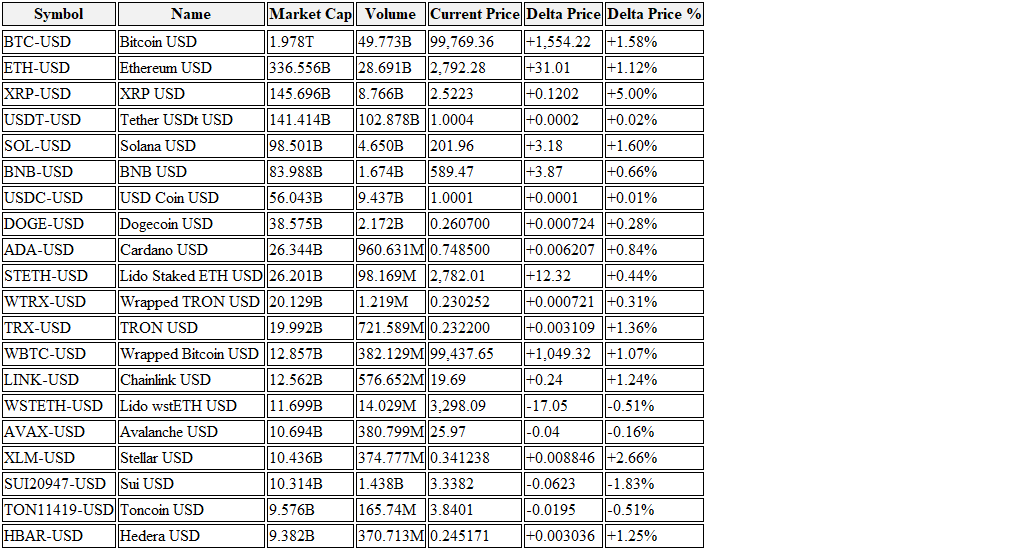 Symbol Name Market Cap Volume Current Price Delta Price Delta Price %
BTC-USD Bitcoin USD 1.978T 49.773B 99,769.36 +1,554.22 +1.58%
ETH-USD Ethereum USD 336.556B 28.691B 2,792.28 +31.01 +1.12%
XRP-USD XRP USD 145.696B 8.766B 2.5223 +0.1202 +5.00%
USDT-USD Tether USDt USD 141.414B 102.878B 1.0004 +0.0002 +0.02%
SOL-USD Solana USD 98.501B 4.650B 201.96 +3.18 +1.60%
BNB-USD BNB USD 83.988B 1.674B 589.47 +3.87 +0.66%
USDC-USD USD Coin USD 56.043B 9.437B 1.0001 +0.0001 +0.01%
DOGE-USD Dogecoin USD 38.575B 2.172B 0.260700 +0.000724 +0.28%
ADA-USD Cardano USD 26.344B 960.631M 0.748500 +0.006207 +0.84%
STETH-USD Lido Staked ETH USD 26.201B 98.169M 2,782.01 +12.32 +0.44%
WTRX-USD Wrapped TRON USD 20.129B 1.219M 0.230252 +0.000721 +0.31%
TRX-USD TRON USD 19.992B 721.589M 0.232200 +0.003109 +1.36%
WBTC-USD Wrapped Bitcoin USD 12.857B 382.129M 99,437.65 +1,049.32 +1.07%
LINK-USD Chainlink USD 12.562B 576.652M 19.69 +0.24 +1.24%
WSTETH-USD Lido wstETH USD 11.699B 14.029M 3,298.09 -17.05 -0.51%
AVAX-USD Avalanche USD 10.694B 380.799M 25.97 -0.04 -0.16%
XLM-USD Stellar USD 10.436B 374.777M 0.341238 +0.008846 +2.66%
SUI20947-USD Sui USD 10.314B 1.438B 3.3382 -0.0623 -1.83%
TON11419-USD Toncoin USD 9.576B 165.74M 3.8401 -0.0195 -0.51%
HBAR-USD Hedera USD 9.382B 370.713M 0.245171 +0.003036 +1.25%